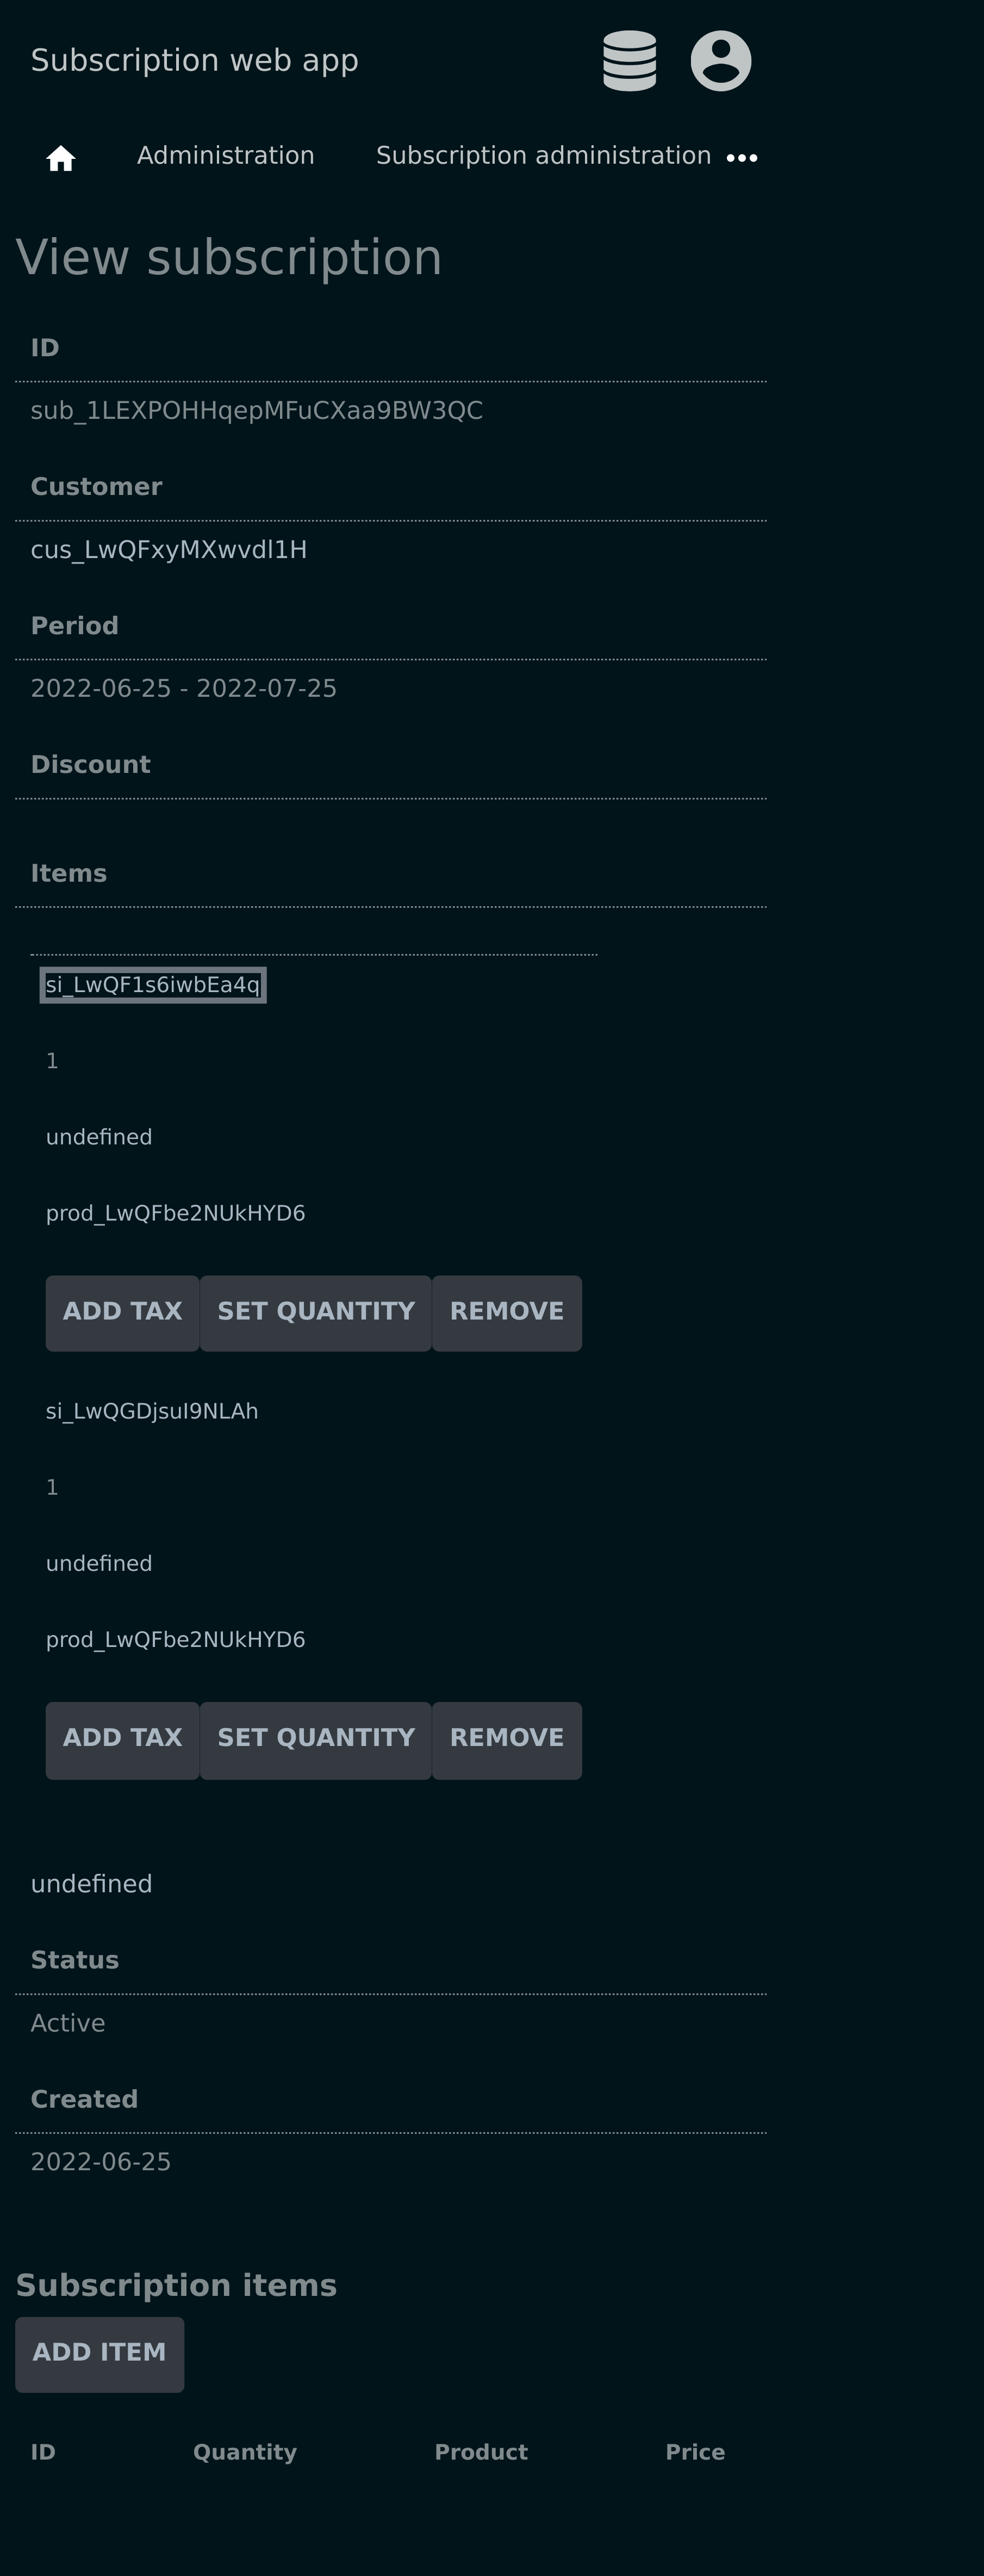 Subscription web app
Administration Subscription administration
View subscription
ID
sub_1LEXPOHHqepMFuCXaa9BW3QC
Customer
cus_LwQFxyMXwvdl1H
Period
2022-06-25 - 2022-07-25
Discount
Items
si_LwQF1s6iwbEa4q
1
undefined
prod_LwQFbe2NUkHYD6
ADD TAX SET QUANTITY REMOVE
si_LwQGDjsuI9NLAh
1
undefined
prod_LwQFbe2NUkHYD6
ADD TAX SET QUANTITY REMOVE
undefined
Status
Active
Created
2022-06-25
Subscription items
ADD ITEM
ID Quantity Product Price